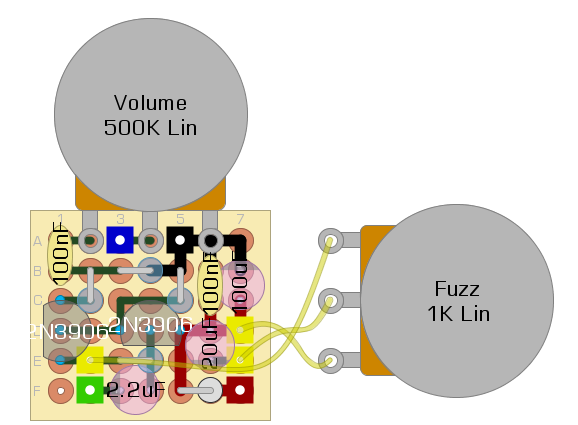 Volume
500K Lin
1
3
5
7
A
B
C
E
F
100nF
100nF
100uF
2N3906
2N3906
20uF
2.2uF
Fuzz
1K Lin